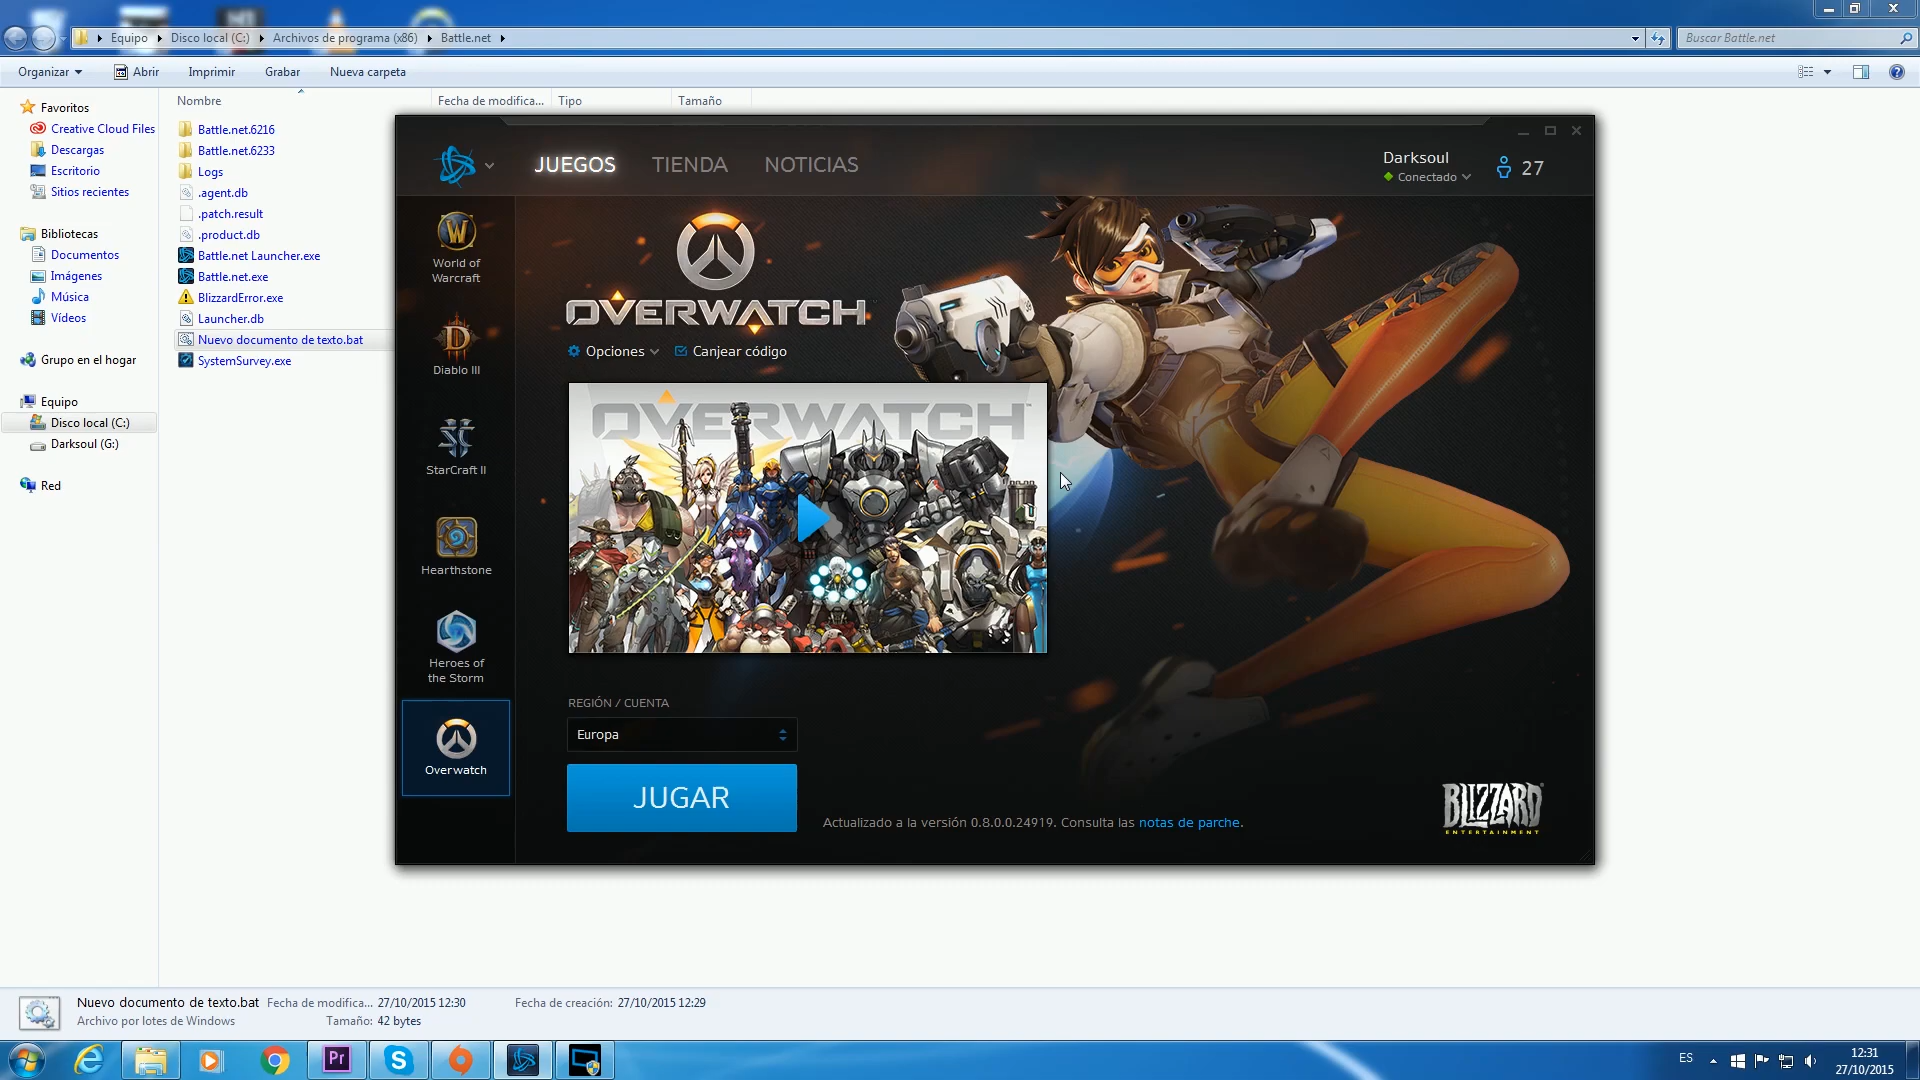 Equipo Disco local (C:) Archivos de programa (x86) Battle.net
Buscar Battle.net
Organizar Abrir Imprimir Grabar Nueva carpeta
Nombre Fecha de modifica... Tipo Tamaño
Favoritos
Creative Cloud Files
Descargas
Escritorio
Sitios recientes
Bibliotecas
Documentos
Imágenes
Música
Vídeos
Grupo en el hogar
Equipo
Disco local (C:)
Darksoul (G:)
Red
Battle.net.6216
Battle.net.6233
Logs
.agent.db
.patch.result
.product.db
Battle.net Launcher.exe
Battle.net.exe
BlizzardError.exe
Launcher.db
Nuevo documento de texto.bat
SystemSurvey.exe
JUEGOS TIENDA NOTICIAS
Darksoul
Conectado
27
World of
Warcraft
Diablo III
StarCraft II
Hearthstone
Heroes of
the Storm
Overwatch
OVERWATCH
Opciones Canjear código
OVERWATCH
REGIÓN / CUENTA
Europa
JUGAR
Actualizado a la versión 0.8.0.0.24919. Consulta las notas de parche.
BLIZZARD
ENTERTAINMENT
Nuevo documento de texto.bat Fecha de modifica... 27/10/2015 12:30 Fecha de creación: 27/10/2015 12:29
Archivo por lotes de Windows Tamaño: 42 bytes
Pr
ES
12:31
27/10/2015